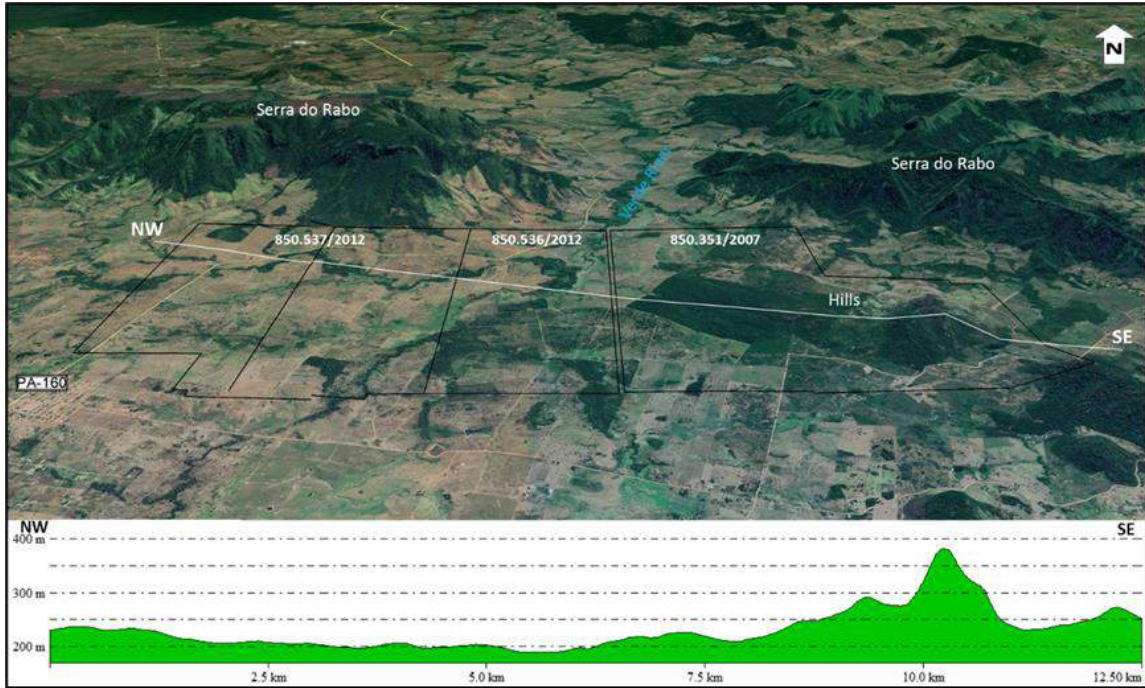 N
Serra do Rabo
Serra do Rabo
Verde River
NW
850.537/2012
850.536/2012
850.351/2007
Hills
SE
PA-160
NW
SE
400 m
300 m
200 m
2.5 km
5.0 km
7.5 km
10.0 km
12.50 km